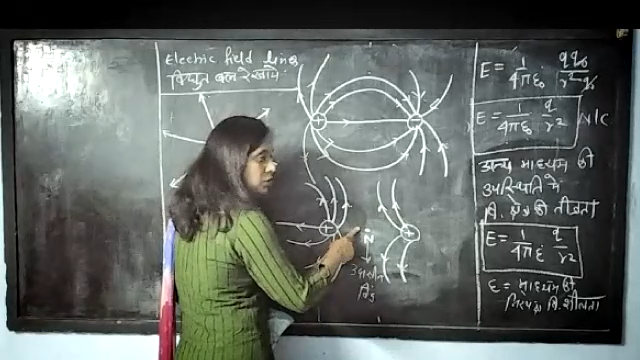 Electric field lines
विद्युत बल रेखायें
+
−
+
N
उदासीन
बिंदु
+
E = 1/4πε₀ qq₀/r²q₀
E = 1/4πε₀ q/r² N/C
अन्य माध्यम की
उपस्थिति में
वि. क्षेत्र की तीव्रता
E = 1/4πε q/r²
ε = माध्यम की